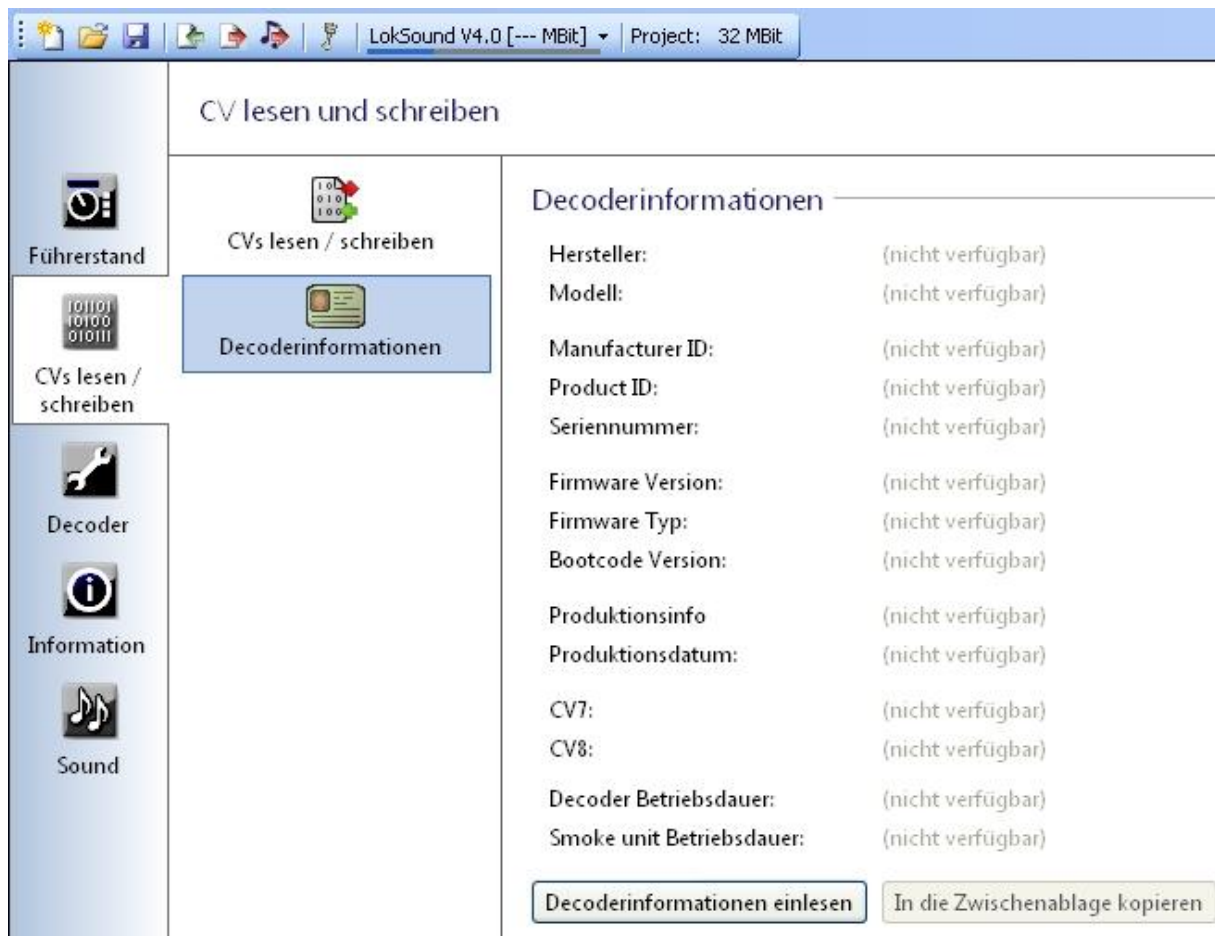 LokSound V4.0 [--- MBit] Project: 32 MBit
CV lesen und schreiben
Führerstand
CVs lesen /
schreiben
Decoder
Information
Sound
CVs lesen / schreiben
Decoderinformationen
Decoderinformationen
Hersteller: (nicht verfügbar)
Modell: (nicht verfügbar)
Manufacturer ID: (nicht verfügbar)
Product ID: (nicht verfügbar)
Seriennummer: (nicht verfügbar)
Firmware Version: (nicht verfügbar)
Firmware Typ: (nicht verfügbar)
Bootcode Version: (nicht verfügbar)
Produktionsinfo (nicht verfügbar)
Produktionsdatum: (nicht verfügbar)
CV7: (nicht verfügbar)
CV8: (nicht verfügbar)
Decoder Betriebsdauer: (nicht verfügbar)
Smoke unit Betriebsdauer: (nicht verfügbar)
Decoderinformationen einlesen In die Zwischenablage kopieren